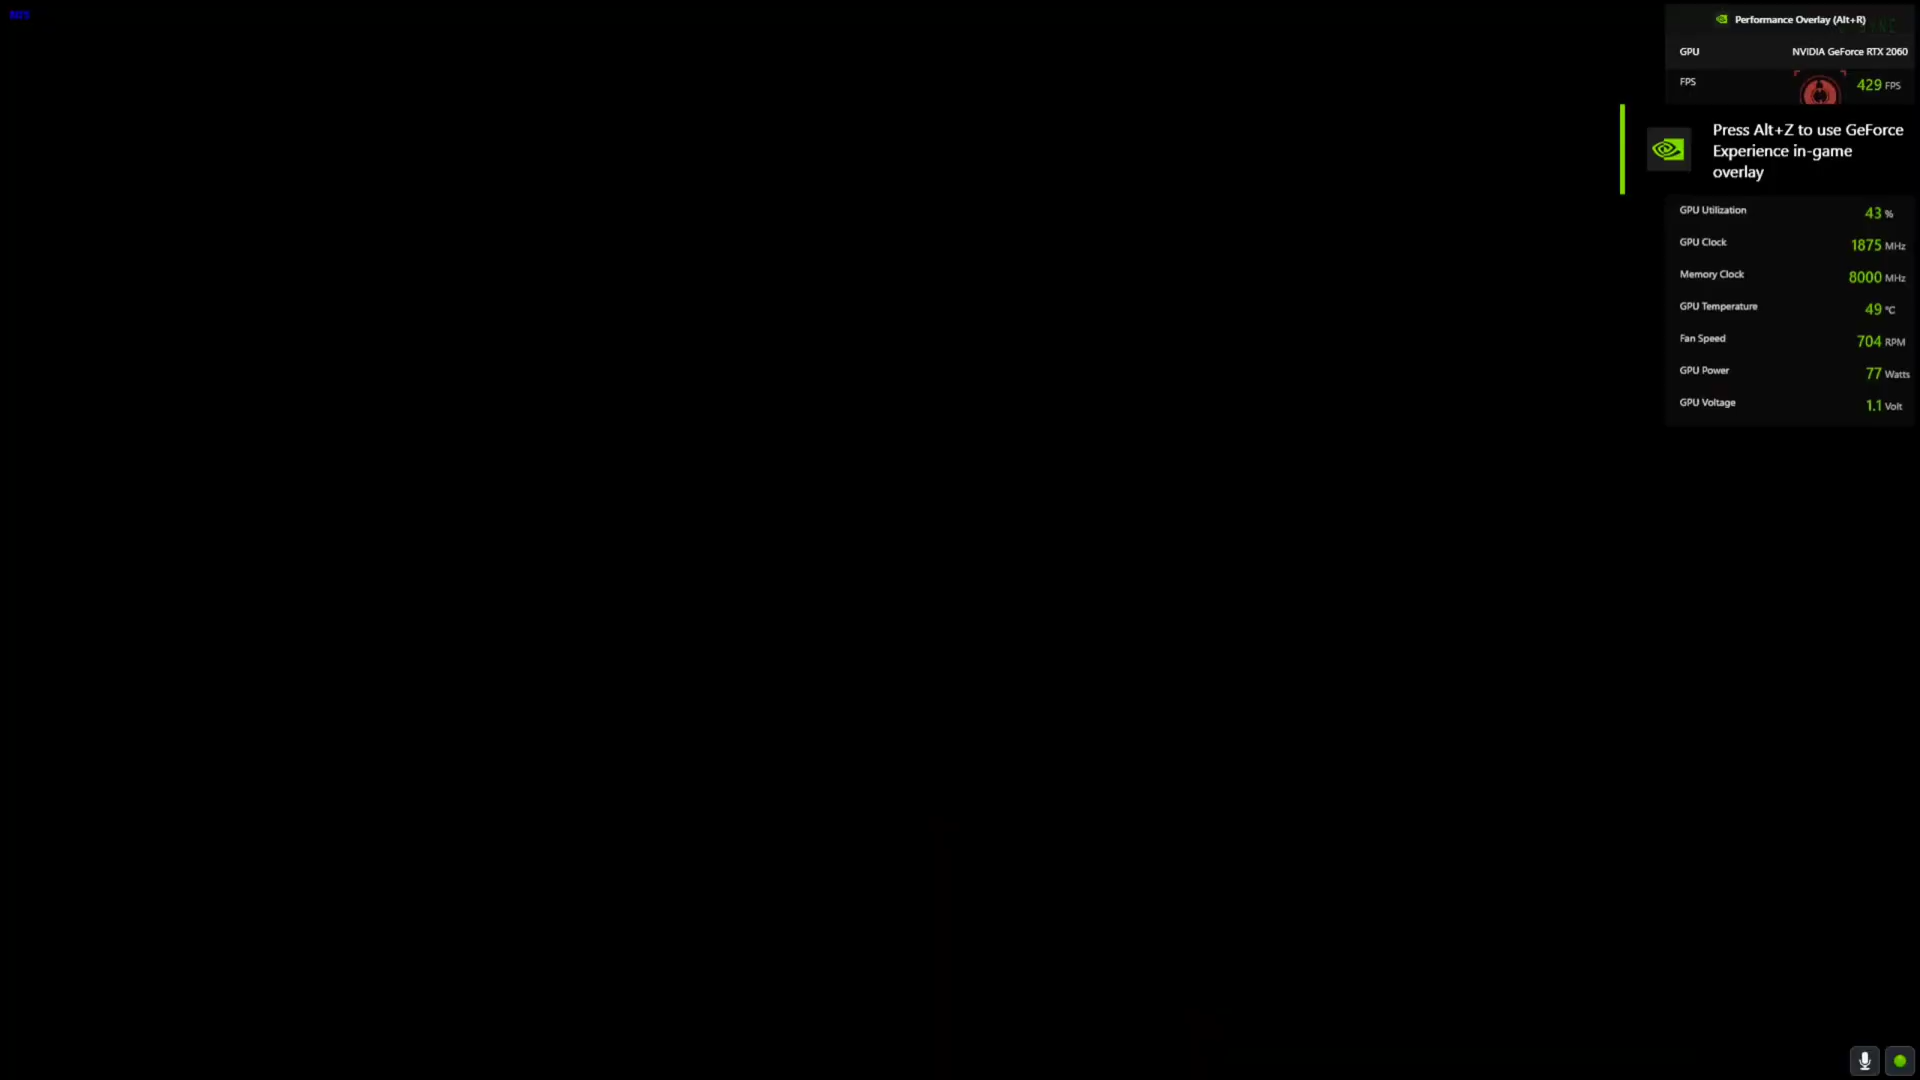 Performance Overlay (Alt+R)
GPU NVIDIA GeForce RTX 2060
FPS 429 FPS
Press Alt+Z to use GeForce
Experience in-game
overlay
GPU Utilization 43 %
GPU Clock 1875 MHz
Memory Clock 8000 MHz
GPU Temperature 49 °C
Fan Speed 704 RPM
GPU Power 77 Watts
GPU Voltage 1.1 Volt